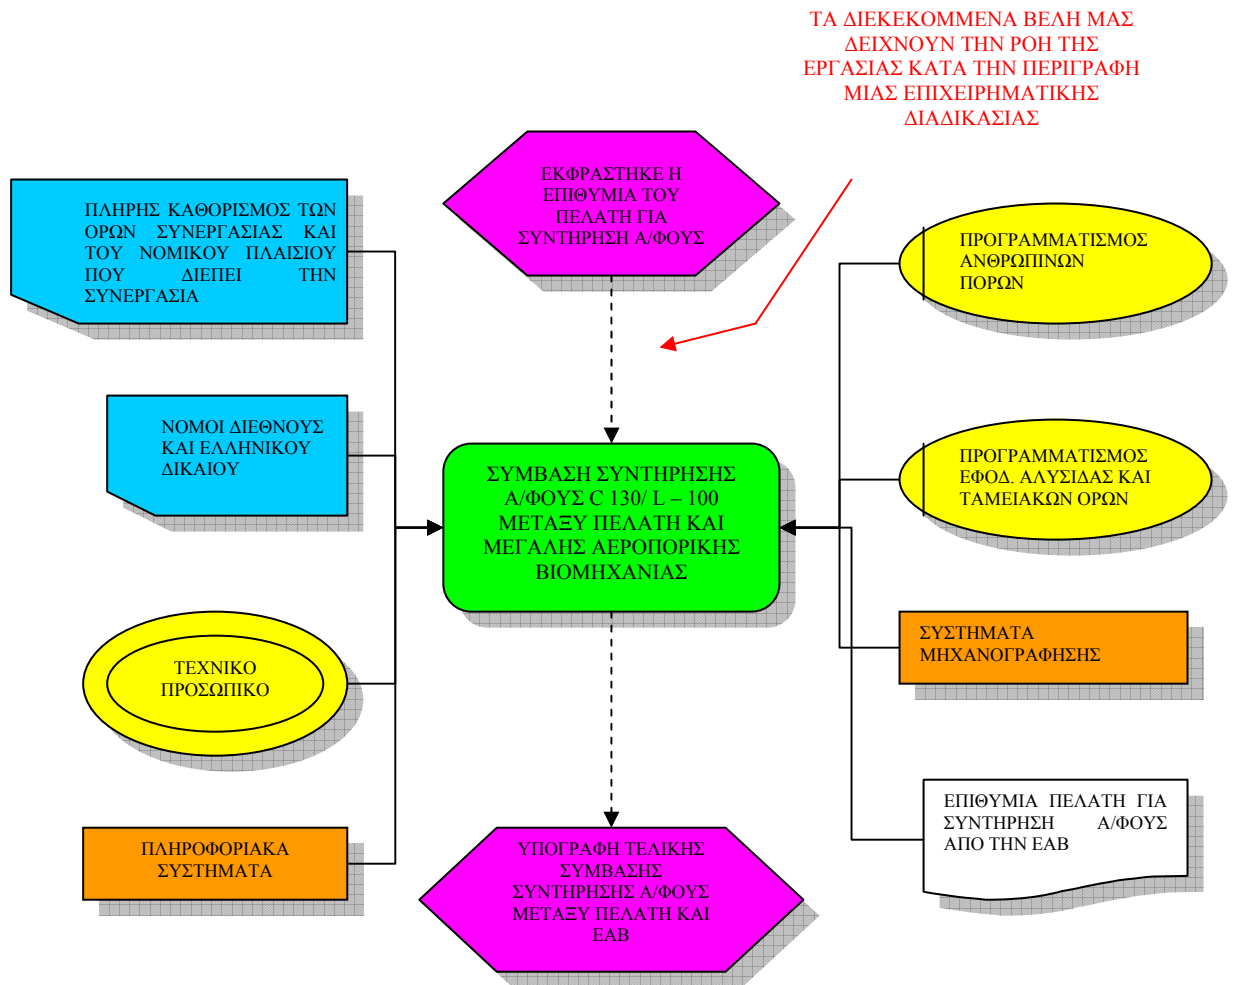 ΤΑ ΔΙΕΚΕΚΟΜΜΕΝΑ ΒΕΛΗ ΜΑΣ
ΔΕΙΧΝΟΥΝ ΤΗΝ ΡΟΗ ΤΗΣ
ΕΡΓΑΣΙΑΣ ΚΑΤΑ ΤΗΝ ΠΕΡΙΓΡΑΦΗ
ΜΙΑΣ ΕΠΙΧΕΙΡΗΜΑΤΙΚΗΣ
ΔΙΑΔΙΚΑΣΙΑΣ
ΕΚΦΡΑΣΤΗΚΕ Η
ΕΠΙΘΥΜΙΑ ΤΟΥ
ΠΕΛΑΤΗ ΓΙΑ
ΣΥΝΤΗΡΗΣΗ Α/ΦΟΥΣ
ΠΛΗΡΗΣ ΚΑΘΟΡΙΣΜΟΣ ΤΩΝ
ΟΡΩΝ ΣΥΝΕΡΓΑΣΙΑΣ ΚΑΙ
ΤΟΥ ΝΟΜΙΚΟΥ ΠΛΑΙΣΙΟΥ
ΠΟΥ ΔΙΕΠΕΙ ΤΗΝ
ΣΥΝΕΡΓΑΣΙΑ
ΠΡΟΓΡΑΜΜΑΤΙΣΜΟΣ
ΑΝΘΡΩΠΙΝΩΝ
ΠΟΡΩΝ
ΝΟΜΟΙ ΔΙΕΘΝΟΥΣ
ΚΑΙ ΕΛΛΗΝΙΚΟΥ
ΔΙΚΑΙΟΥ
ΣΥΜΒΑΣΗ ΣΥΝΤΗΡΗΣΗΣ
Α/ΦΟΥΣ C 130/ L – 100
ΜΕΤΑΞΥ ΠΕΛΑΤΗ ΚΑΙ
ΜΕΓΑΛΗΣ ΑΕΡΟΠΟΡΙΚΗΣ
ΒΙΟΜΗΧΑΝΙΑΣ
ΠΡΟΓΡΑΜΜΑΤΙΣΜΟΣ
ΕΦΟΔ. ΑΛΥΣΙΔΑΣ ΚΑΙ
ΤΑΜΕΙΑΚΩΝ ΟΡΩΝ
ΤΕΧΝΙΚΟ
ΠΡΟΣΩΠΙΚΟ
ΣΥΣΤΗΜΑΤΑ
ΜΗΧΑΝΟΓΡΑΦΗΣΗΣ
ΠΛΗΡΟΦΟΡΙΑΚΑ
ΣΥΣΤΗΜΑΤΑ
ΥΠΟΓΡΑΦΗ ΤΕΛΙΚΗΣ
ΣΥΜΒΑΣΗΣ
ΣΥΝΤΗΡΗΣΗΣ Α/ΦΟΥΣ
ΜΕΤΑΞΥ ΠΕΛΑΤΗ ΚΑΙ
ΕΑΒ
ΕΠΙΘΥΜΙΑ ΠΕΛΑΤΗ ΓΙΑ
ΣΥΝΤΗΡΗΣΗ Α/ΦΟΥΣ
ΑΠΟ ΤΗΝ ΕΑΒ